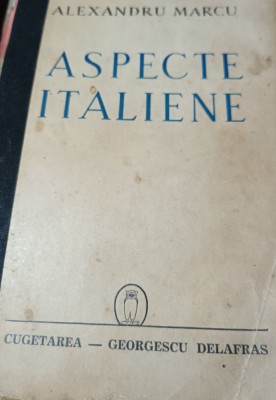 ALEXANDRU MARCU
ASPECTE
ITALIENE
CUGETAREA — GEORGESCU DELAFRAS